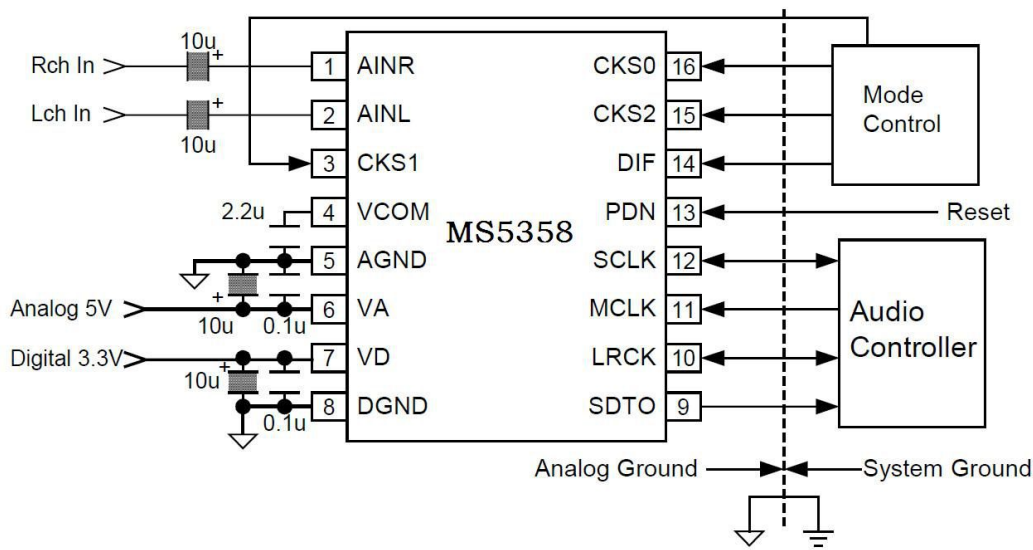 10u
+
Rch In
1
AINR
CKS0
16
Mode
Control
Lch In
+
10u
2
AINL
CKS2
15
3
CKS1
DIF
14
2.2u
4
VCOM
MS5358
PDN
13
Reset
5
AGND
SCLK
12
Audio
Controller
Analog 5V
+
10u
0.1u
6
VA
MCLK
11
Digital 3.3V
+
10u
0.1u
7
VD
LRCK
10
8
DGND
SDTO
9
Analog Ground
System Ground